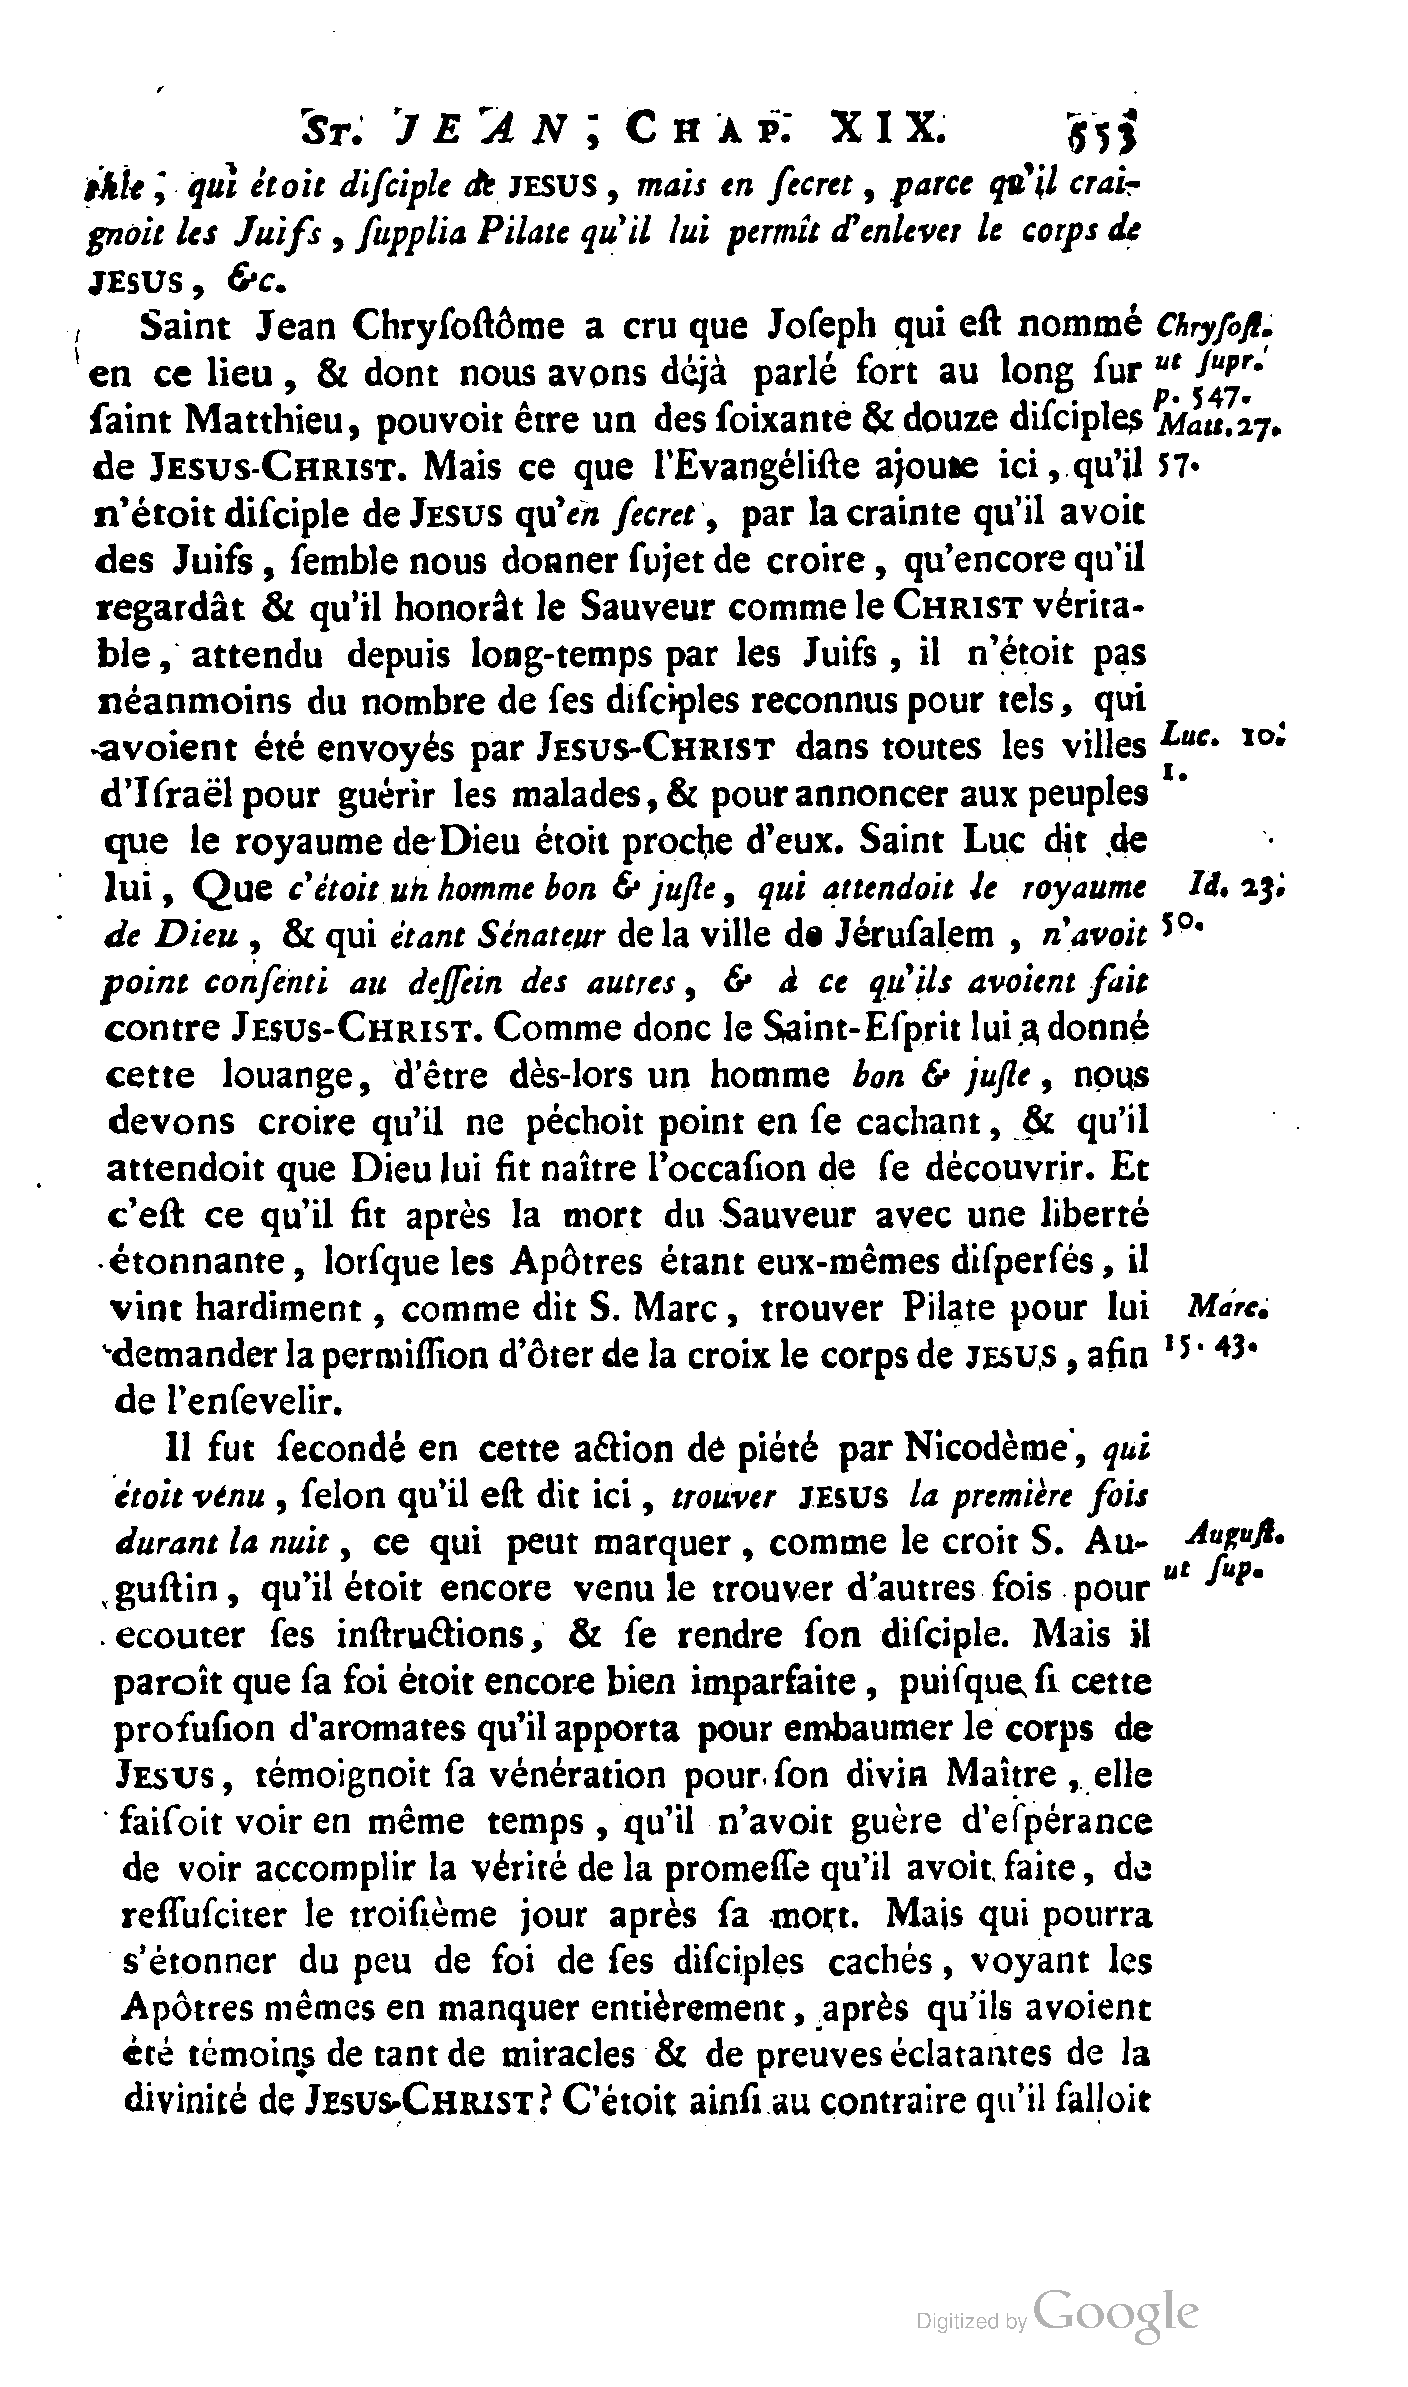 ST. JEAN, CHAP. XIX. 553
thie, qui étoit diſciple de JESUS, mais en ſecret, parce qu'il crai-
gnoit les Juifs, ſupplia Pilate qu'il lui permît d'enlever le corps de
JESUS, &c.
Saint Jean Chryſoſtôme a cru que Joſeph qui eſt nommé Chryſoſt.
en ce lieu, & dont nous avons déjà parlé fort au long ſur ut ſupr.
p. 547.
ſaint Matthieu, pouvoit être un des ſoixante & douze diſciples Matt. 27.
de JESUS-CHRIST. Mais ce que l'Evangéliſte ajoute ici, qu'il 57.
n'étoit diſciple de JESUS qu'en ſecret, par la crainte qu'il avoit
des Juifs, ſemble nous donner ſujet de croire, qu'encore qu'il
regardât & qu'il honorât le Sauveur comme le CHRIST vérita-
ble, attendu depuis long-temps par les Juifs, il n'étoit pas
néanmoins du nombre de ſes diſciples reconnus pour tels, qui
avoient été envoyés par JESUS-CHRIST dans toutes les villes Luc. 10.
d'Iſraël pour guérir les malades, & pour annoncer aux peuples 1.
que le royaume de Dieu étoit proche d'eux. Saint Luc dit de
lui, Que c'étoit un homme bon & juſte, qui attendoit le royaume Id. 23.
de Dieu, & qui étant Sénateur de la ville de Jéruſalem, n'avoit 50.
point conſenti au deſſein des autres, & à ce qu'ils avoient fait
contre JESUS-CHRIST. Comme donc le Saint-Eſprit lui a donné
cette louange, d'être dès-lors un homme bon & juſte, nous
devons croire qu'il ne péchoit point en ſe cachant, & qu'il
attendoit que Dieu lui fit naître l'occaſion de ſe découvrir. Et
c'eſt ce qu'il fit après la mort du Sauveur avec une liberté
étonnante, lorſque les Apôtres étant eux-mêmes diſperſés, il
vint hardiment, comme dit S. Marc, trouver Pilate pour lui Marc.
demander la permiſſion d'ôter de la croix le corps de JESUS, afin 15. 43.
de l'enſevelir.
Il fut ſecondé en cette action de piété par Nicodème, qui
étoit venu, ſelon qu'il eſt dit ici, trouver JESUS la première fois
durant la nuit, ce qui peut marquer, comme le croit S. Au- Auguſt.
guſtin, qu'il étoit encore venu le trouver d'autres fois pour ut ſup.
ecouter ſes inſtructions, & ſe rendre ſon diſciple. Mais il
paroît que ſa foi étoit encore bien imparfaite, puiſque ſi cette
profuſion d'aromates qu'il apporta pour embaumer le corps de
JESUS, témoignoit ſa vénération pour ſon divin Maître, elle
faiſoit voir en même temps, qu'il n'avoit guère d'eſpérance
de voir accomplir la vérité de la promeſſe qu'il avoit faite, de
reſſuſciter le troiſième jour après ſa mort. Mais qui pourra
s'étonner du peu de foi de ſes diſciples cachés, voyant les
Apôtres mêmes en manquer entièrement, après qu'ils avoient
été témoins de tant de miracles & de preuves éclatantes de la
divinité de JESUS-CHRIST? C'étoit ainſi au contraire qu'il falloit
Digitized by Google